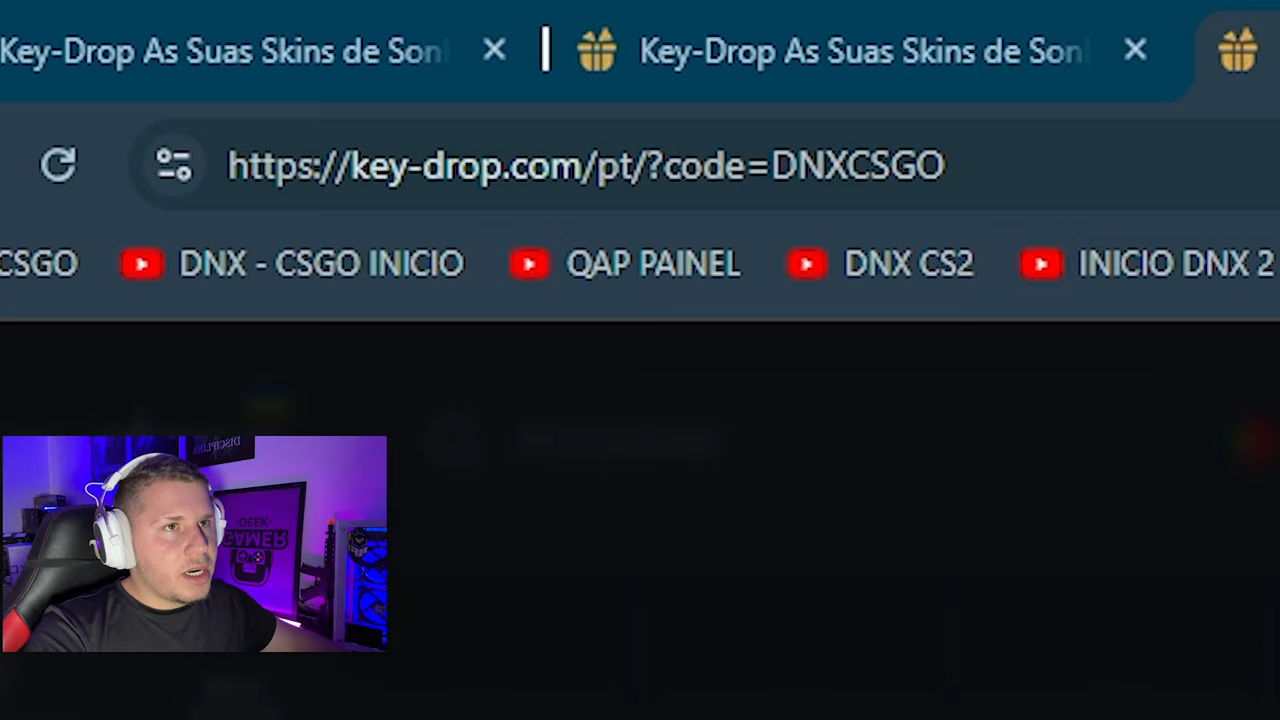 Key-Drop As Suas Skins de Son
Key-Drop As Suas Skins de Son
https://key-drop.com/pt/?code=DNXCSGO
CSGO
DNX - CSGO INICIO
QAP PAINEL
DNX CS2
INICIO DNX 2
DISCIPLINA
GEEK
GAMER